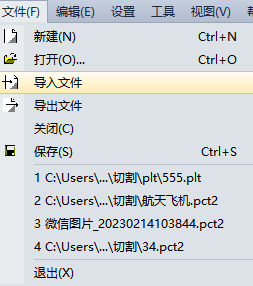 文件(F) 编辑(E) 设置 工具 视图(V) 帮
新建(N) Ctrl+N
打开(O)... Ctrl+O
导入文件
导出文件
关闭(C)
保存(S) Ctrl+S
1 C:\Users\...\切割\plt\555.plt
2 C:\Users\...\切割\航天飞机.pct2
3 微信图片_20230214103844.pct2
4 C:\Users\...\切割\34.pct2
退出(X)